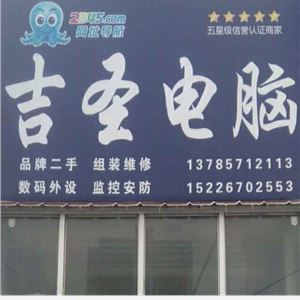 2345.com
网址导航
五星级信誉认证商家
吉圣电脑
品牌二手 组装维修 13785712113
数码外设 监控安防 15226702553